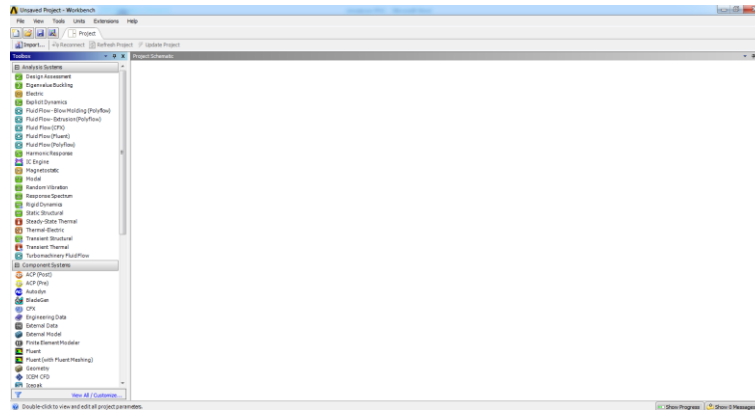 Unsaved Project - Workbench
File View Tools Units Extensions Help
Project
Import... Reconnect Refresh Project Update Project
Toolbox
Project Schematic
Analysis Systems
Design Assessment
Eigenvalue Buckling
Electric
Explicit Dynamics
Fluid Flow - Blow Molding (Polyflow)
Fluid Flow - Extrusion (Polyflow)
Fluid Flow (CFX)
Fluid Flow (Fluent)
Fluid Flow (Polyflow)
Harmonic Response
IC Engine
Magnetostatic
Modal
Random Vibration
Response Spectrum
Rigid Dynamics
Static Structural
Steady-State Thermal
Thermal-Electric
Transient Structural
Transient Thermal
Turbomachinery Fluid Flow
Component Systems
ACP (Post)
ACP (Pre)
Autodyn
BladeGen
CFX
Engineering Data
External Data
External Model
Finite Element Modeler
Fluent
Fluent (with Fluent Meshing)
Geometry
ICEM CFD
Icepak
View All / Customize...
Double-click to view and edit all project parameters.
Show Progress Show 0 Messages